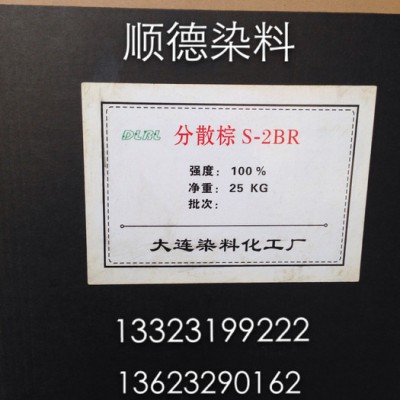 顺德染料
DLRL 分散棕 S-2BR
强度: 100%
净重: 25 KG
批次:
大连染料化工厂
13323199222
13623290162